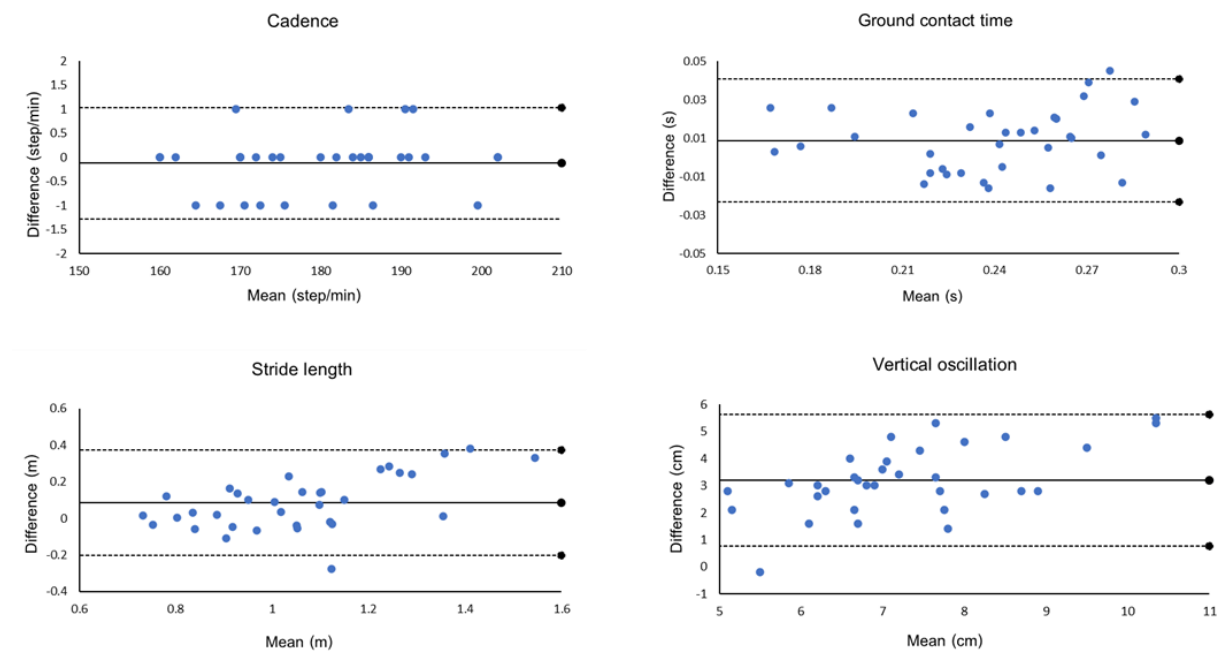 Cadence
Difference (step/min)
2
1.5
1
0.5
0
-0.5
-1
-1.5
-2
150 160 170 180 190 200 210
Mean (step/min)
Ground contact time
Difference (s)
0.05
0.03
0.01
-0.01
-0.03
-0.05
0.15 0.18 0.21 0.24 0.27 0.3
Mean (s)
Stride length
Difference (m)
0.6
0.4
0.2
0
-0.2
-0.4
0.6 0.8 1 1.2 1.4 1.6
Mean (m)
Vertical oscillation
Difference (cm)
6
5
4
3
2
1
0
-1
5 6 7 8 9 10 11
Mean (cm)